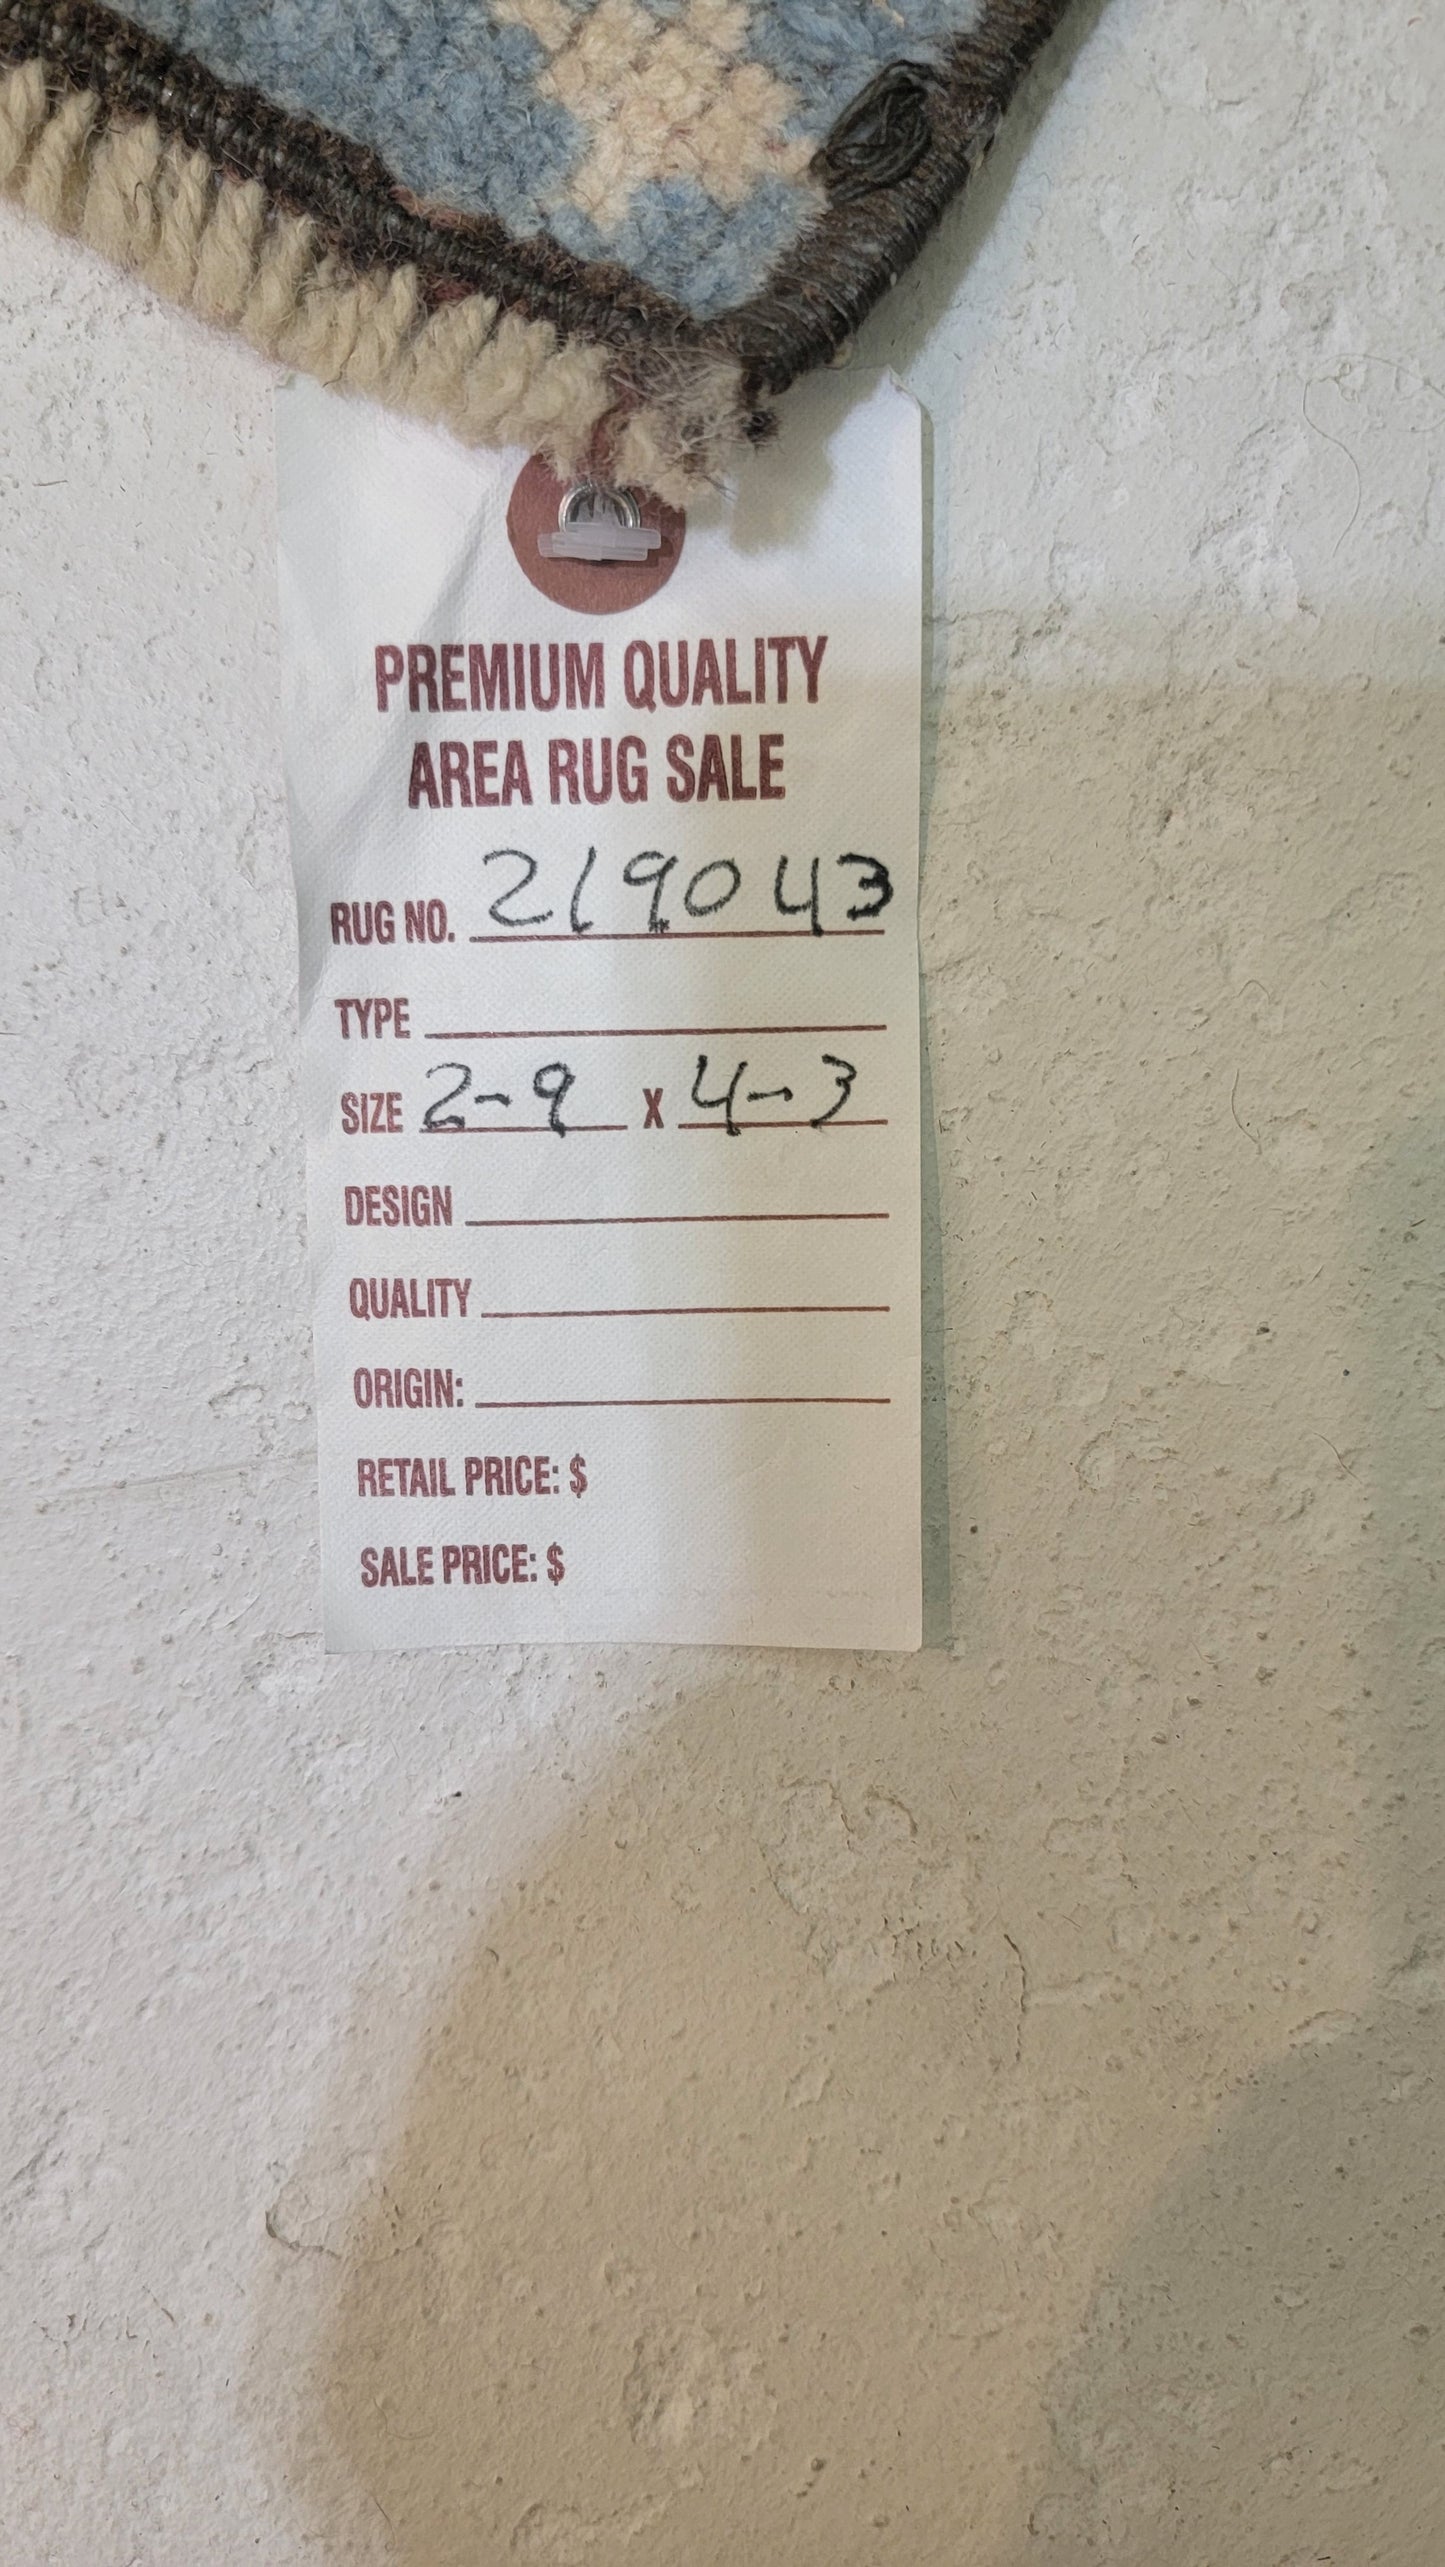 PREMIUM QUALITY
AREA RUG SALE
RUG NO. 219043
TYPE
SIZE 2-9 X 4-3
DESIGN
QUALITY
ORIGIN:
RETAIL PRICE: $
SALE PRICE: $